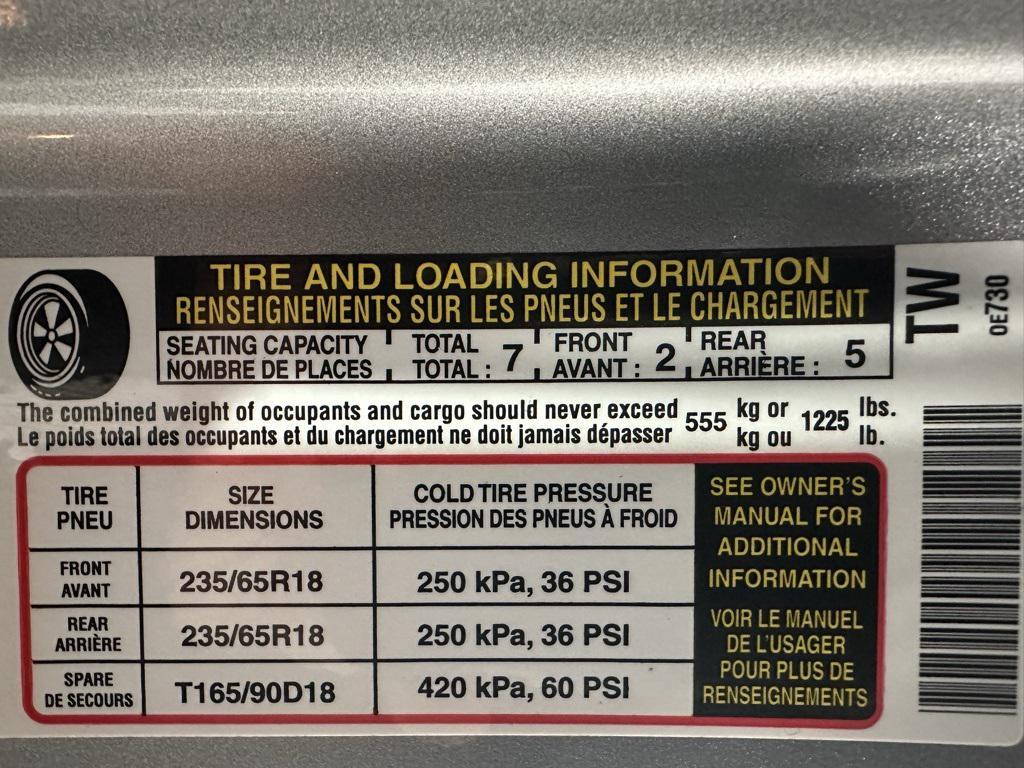 TIRE AND LOADING INFORMATION
RENSEIGNEMENTS SUR LES PNEUS ET LE CHARGEMENT
SEATING CAPACITY TOTAL 7 FRONT 2 REAR 5
NOMBRE DE PLACES TOTAL : AVANT : ARRIÈRE :
The combined weight of occupants and cargo should never exceed 555 kg or 1225 lbs.
Le poids total des occupants et du chargement ne doit jamais dépasser kg ou lb.
TIRE SIZE COLD TIRE PRESSURE
PNEU DIMENSIONS PRESSION DES PNEUS À FROID
FRONT
AVANT 235/65R18 250 kPa, 36 PSI
REAR
ARRIÈRE 235/65R18 250 kPa, 36 PSI
SPARE
DE SECOURS T165/90D18 420 kPa, 60 PSI
SEE OWNER'S
MANUAL FOR
ADDITIONAL
INFORMATION
VOIR LE MANUEL
DE L'USAGER
POUR PLUS DE
RENSEIGNEMENTS
TW
0E730